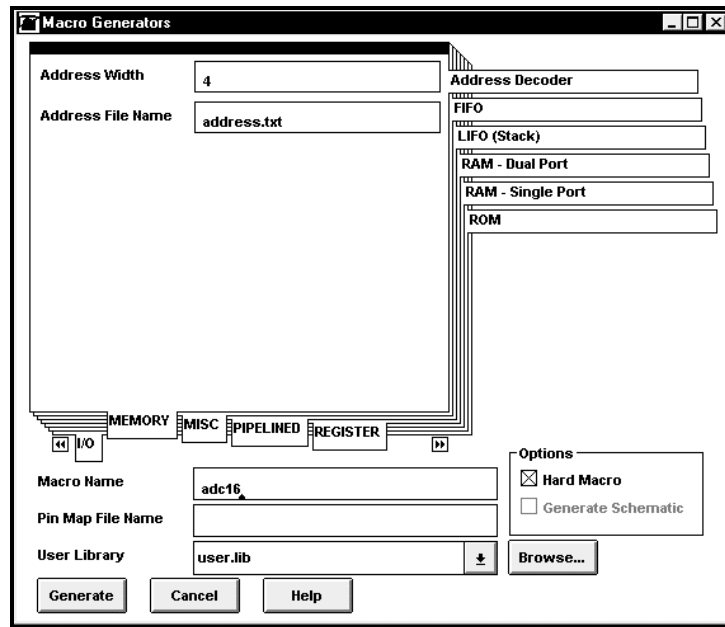 Macro Generators
Address Width
4
Address File Name
address.txt
Address Decoder
FIFO
LIFO (Stack)
RAM - Dual Port
RAM - Single Port
ROM
I/O
MEMORY
MISC
PIPELINED
REGISTER
Macro Name
adc16
Pin Map File Name
User Library
user.lib
Options
Hard Macro
Generate Schematic
Browse...
Generate
Cancel
Help